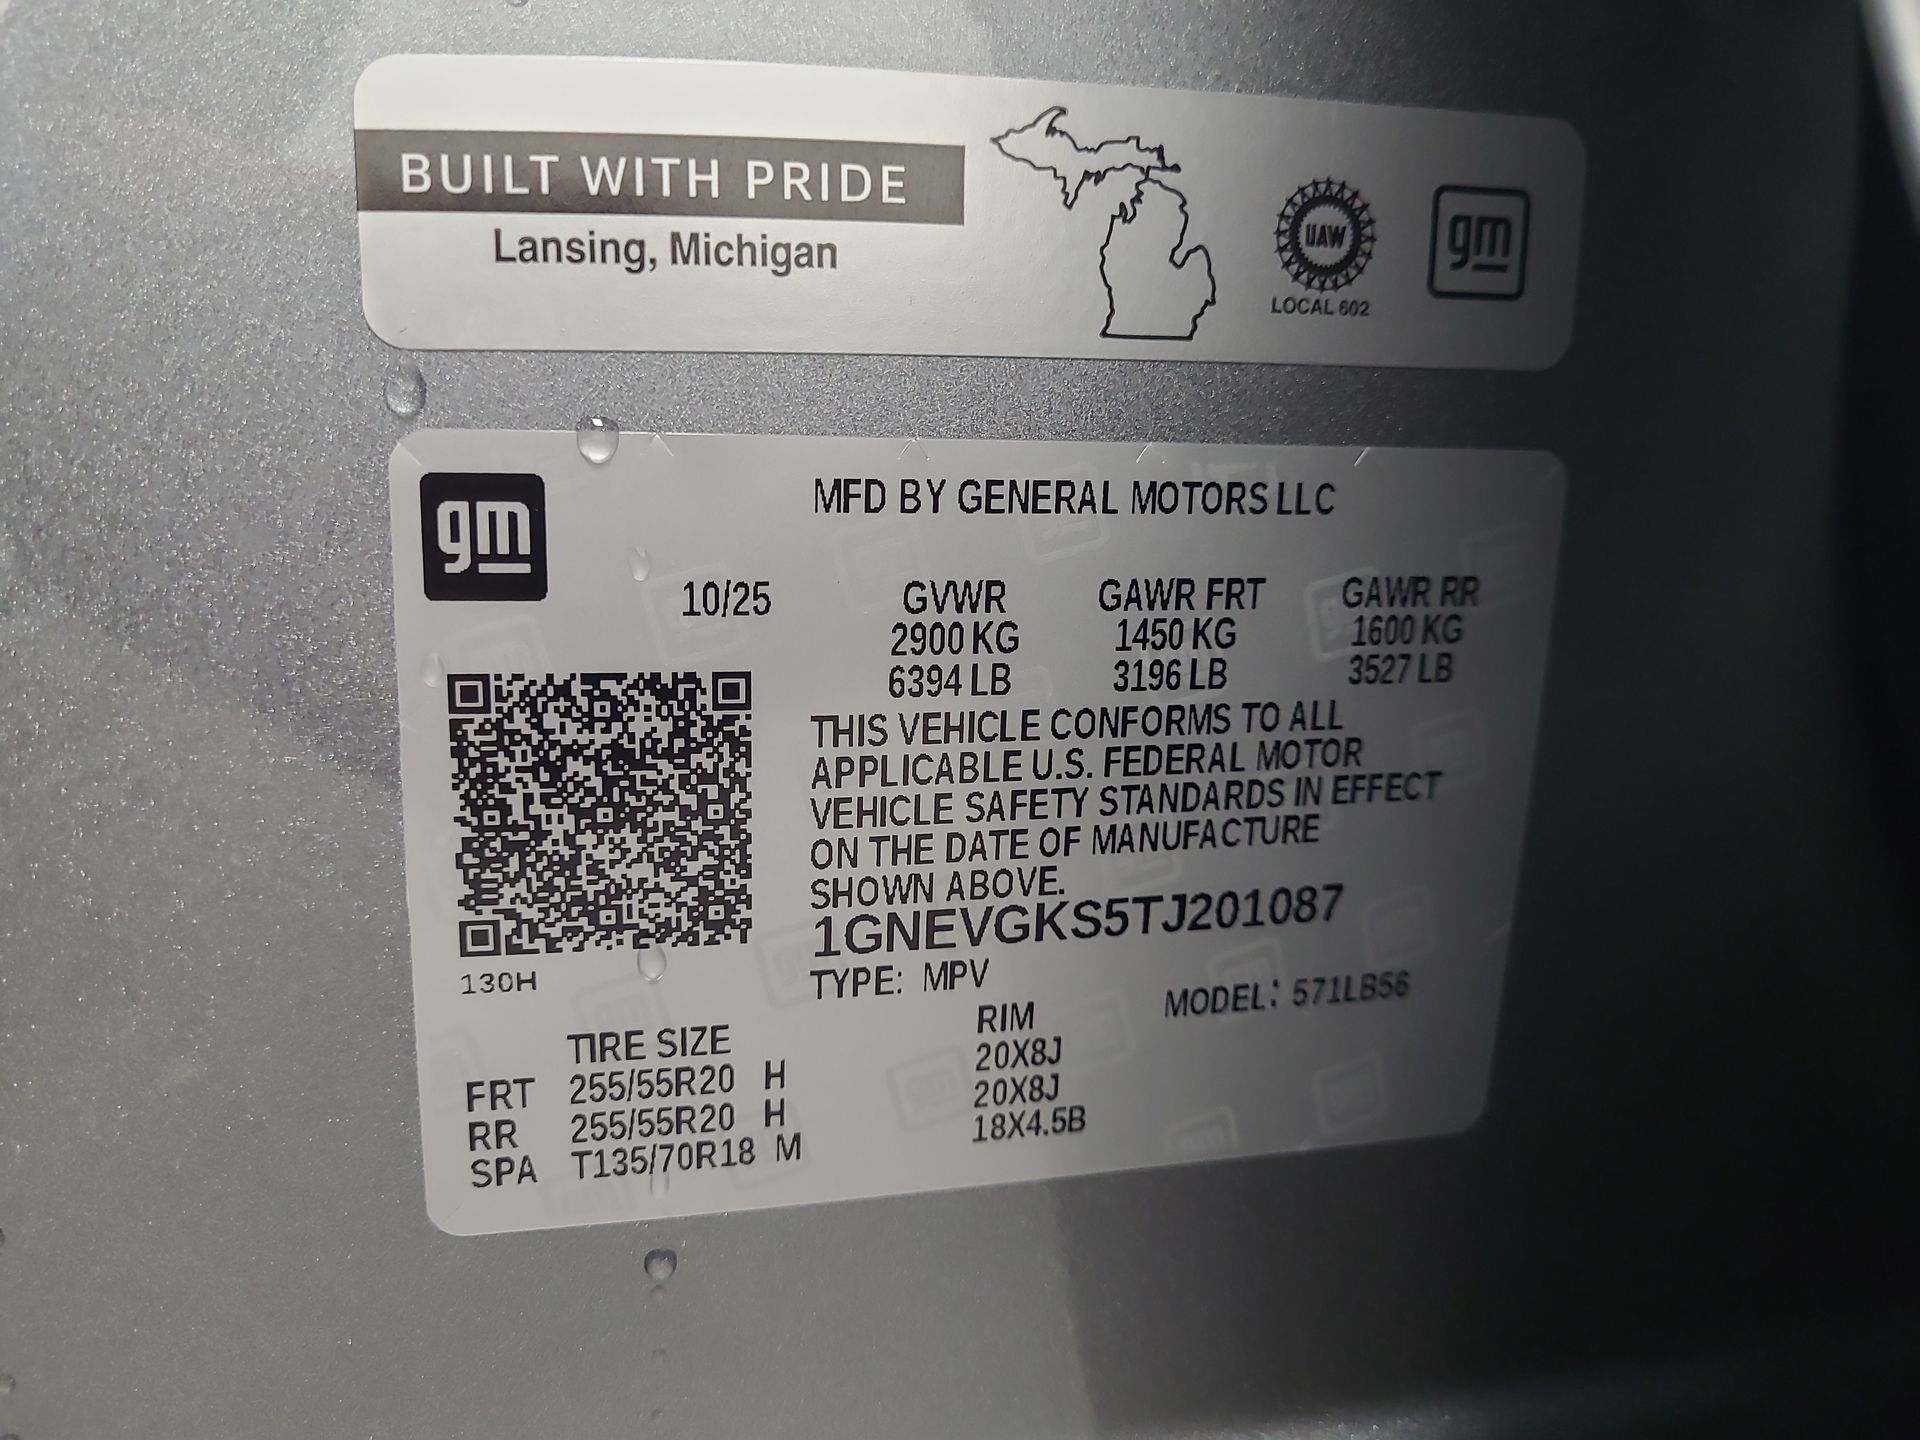 BUILT WITH PRIDE
Lansing, Michigan
UAW
LOCAL 602
gm
gm
MFD BY GENERAL MOTORS LLC
10/25 GVWR GAWR FRT GAWR RR
2900 KG 1450 KG 1600 KG
6394 LB 3196 LB 3527 LB
THIS VEHICLE CONFORMS TO ALL
APPLICABLE U.S. FEDERAL MOTOR
VEHICLE SAFETY STANDARDS IN EFFECT
ON THE DATE OF MANUFACTURE
SHOWN ABOVE.
1GNEVGKS5TJ201087
130H
TYPE: MPV MODEL: 571LB56
TIRE SIZE RIM
FRT 255/55R20 H 20X8J
RR 255/55R20 H 20X8J
SPA T135/70R18 M 18X4.5B